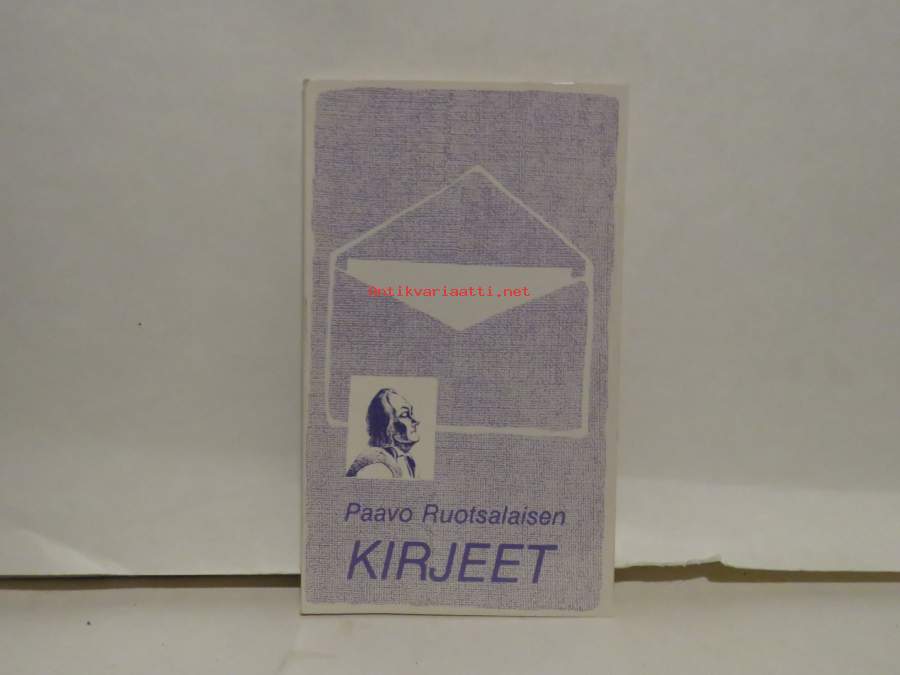 Antikvariaatti.net
Paavo Ruotsalaisen
KIRJEET